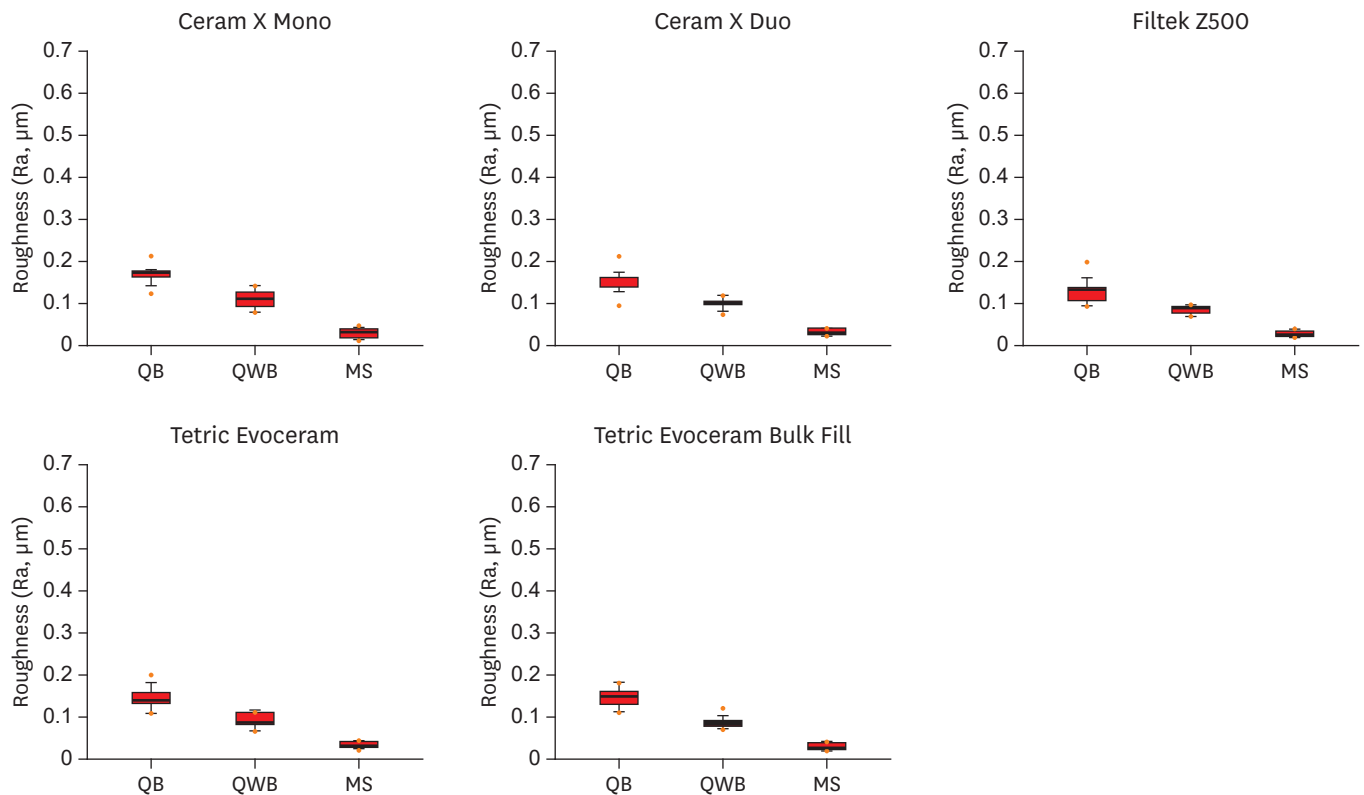 Ceram X Mono
Roughness (Ra, μm)
0.7
0.6
0.5
0.4
0.3
0.2
0.1
0
QB QWB MS
Ceram X Duo
Roughness (Ra, μm)
0.7
0.6
0.5
0.4
0.3
0.2
0.1
0
QB QWB MS
Filtek Z500
Roughness (Ra, μm)
0.7
0.6
0.5
0.4
0.3
0.2
0.1
0
QB QWB MS
Tetric Evoceram
Roughness (Ra, μm)
0.7
0.6
0.5
0.4
0.3
0.2
0.1
0
QB QWB MS
Tetric Evoceram Bulk Fill
Roughness (Ra, μm)
0.7
0.6
0.5
0.4
0.3
0.2
0.1
0
QB QWB MS